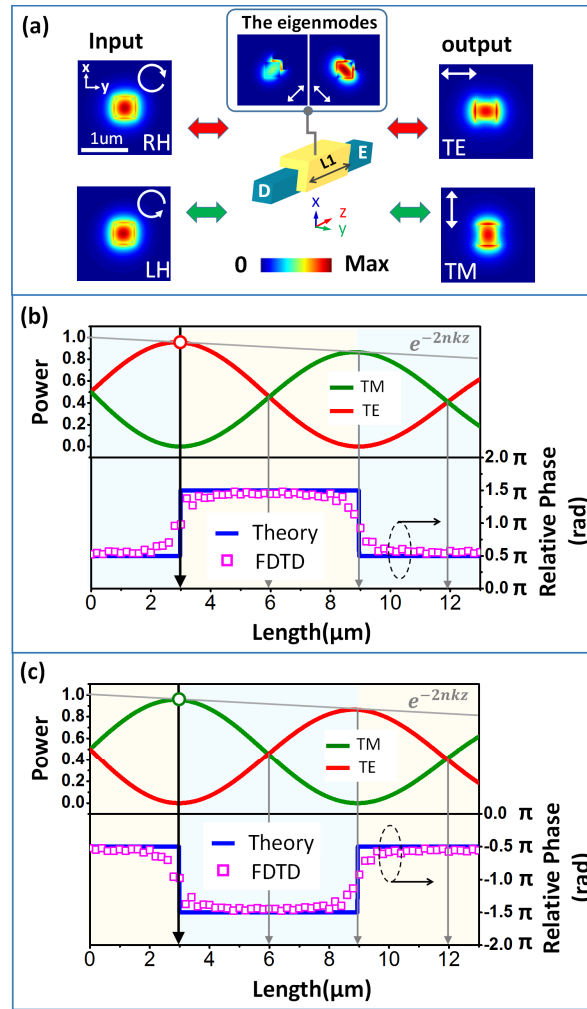 (a)
The eigenmodes
Input
output
x
y
1um
RH
TE
L1
D
E
LH
x
z
y
0
Max
TM
(b)
1.0
0.8
0.6
0.4
0.2
0.0
Power
e^{-2nkz}
TM
TE
2.0 π
1.5 π
1.0 π
0.5 π
0.0 π
Relative Phase
(rad)
Theory
FDTD
0 2 4 6 8 10 12
Length(μm)
(c)
1.0
0.8
0.6
0.4
0.2
0.0
Power
e^{-2nkz}
TM
TE
0.0 π
-0.5 π
-1.0 π
-1.5 π
-2.0 π
Relative Phase
(rad)
Theory
FDTD
0 2 4 6 8 10 12
Length(μm)